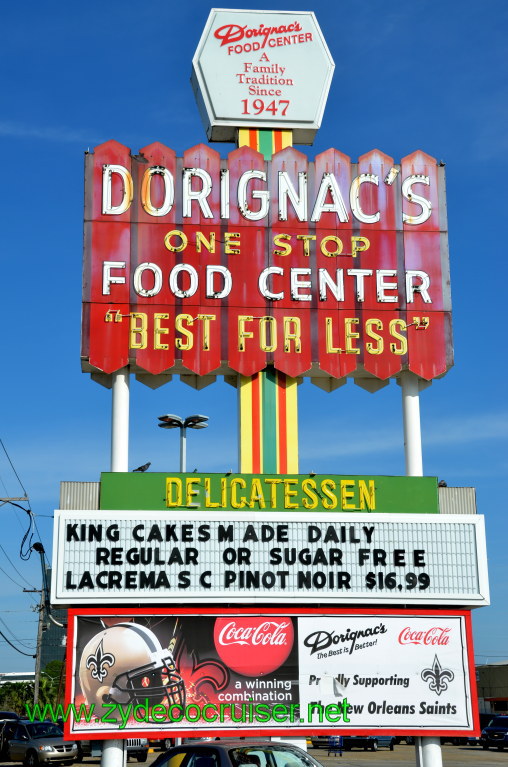 Dorignac's
FOOD CENTER
A
Family
Tradition
Since
1947
DORIGNAC'S
ONE STOP
FOOD CENTER
"BEST FOR LESS"
DELICATESSEN
KING CAKES MADE DAILY
REGULAR OR SUGAR FREE
LACREMA S C PINOT NOIR $16.99
Coca-Cola
a winning
combination
Dorignac's
The Best is Better!
Coca-Cola
Supporting
New Orleans Saints
www.zydecocruiser.net